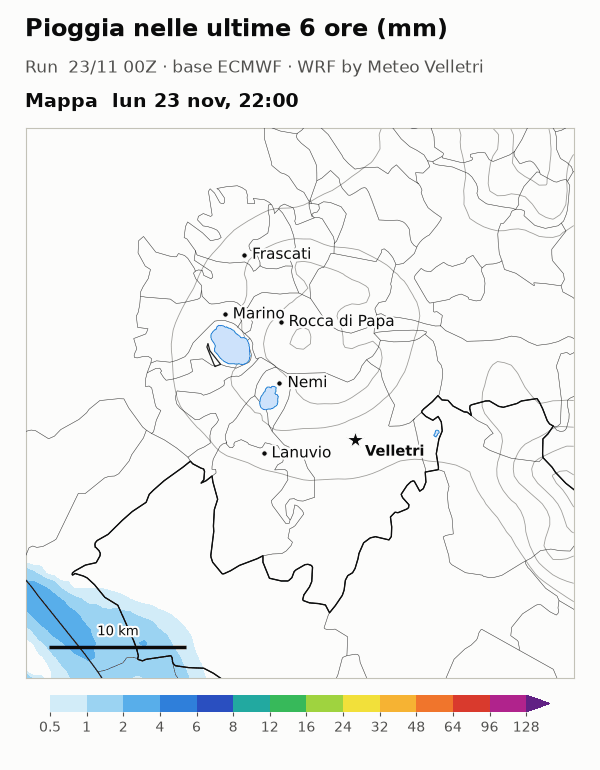 Pioggia nelle ultime 6 ore (mm)
Run  23/11 00Z · base ECMWF · WRF by Meteo Velletri
Mappa  lun 23 nov, 22:00
Frascati
Marino
Rocca di Papa
Nemi
Velletri
Lanuvio
10 km
0.5 1 2 4 6 8 12 16 24 32 48 64 96 128